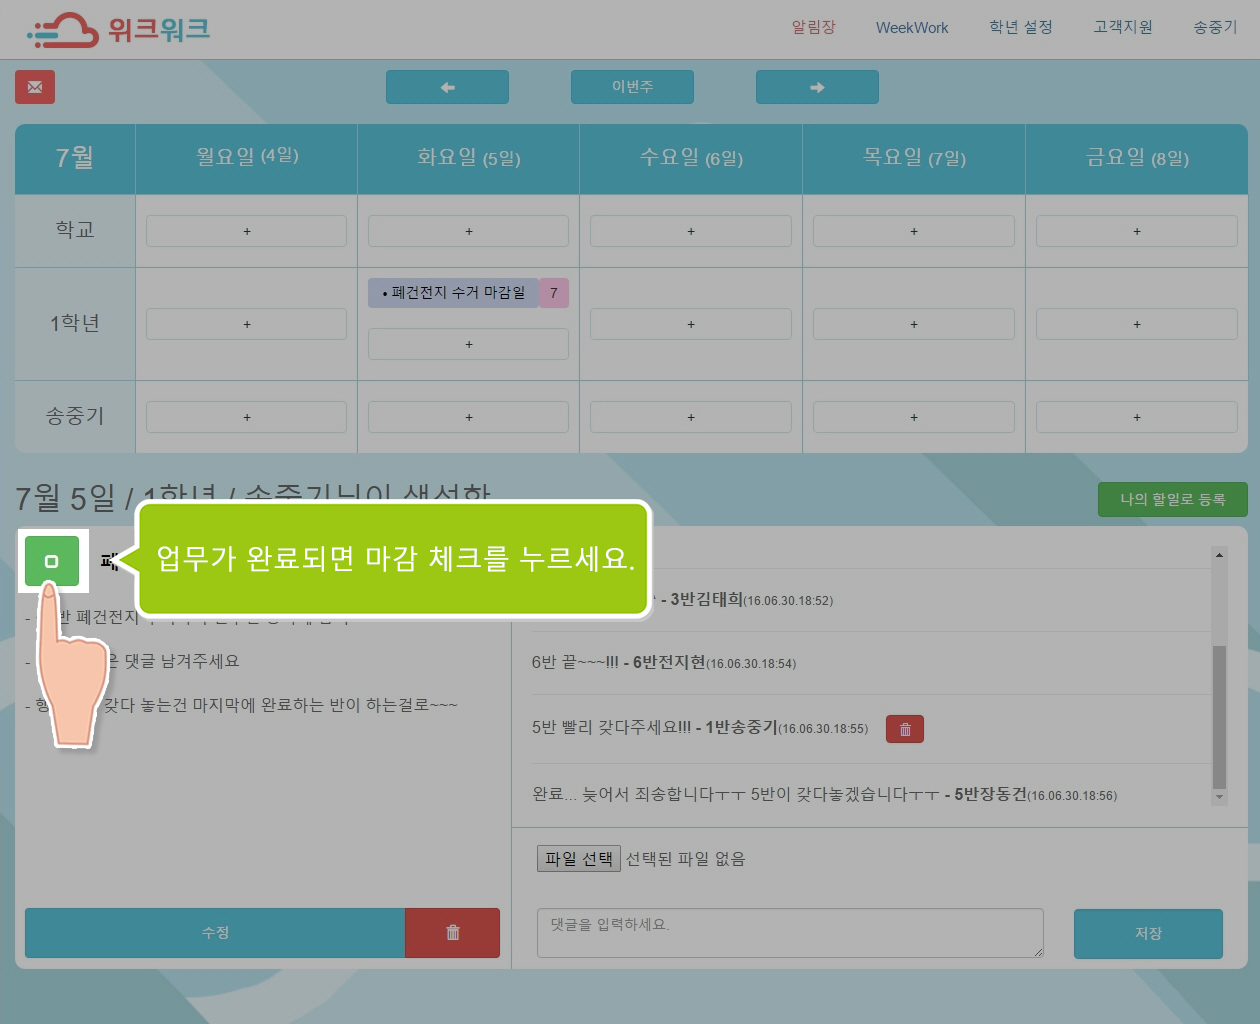 위크워크
알림장 WeekWork 학년 설정 고객지원 송중기
이번주
7월 월요일 (4일) 화요일 (5일) 수요일 (6일) 목요일 (7일) 금요일 (8일)
학교 + + + + +
• 폐건전지 수거 마감일 7
1학년 + + + + +
송중기 + + + + +
7월 5일 / 1학년 / 송중기님이 생성함
나의 할일로 등록
업무가 완료되면 마감 체크를 누르세요.
- 3반김태희(16.06.30.18:52)
반 폐건전지
댓글 남겨주세요
6반 끝~~~!!! - 6반전지현(16.06.30.18:54)
갖다 놓는건 마지막에 완료하는 반이 하는걸로~~~
5반 빨리 갖다주세요!!! - 1반송중기(16.06.30.18:55)
완료... 늦어서 죄송합니다ㅜㅜ 5반이 갖다놓겠습니다ㅜㅜ - 5반장동건(16.06.30.18:56)
파일 선택 선택된 파일 없음
수정 댓글을 입력하세요. 저장